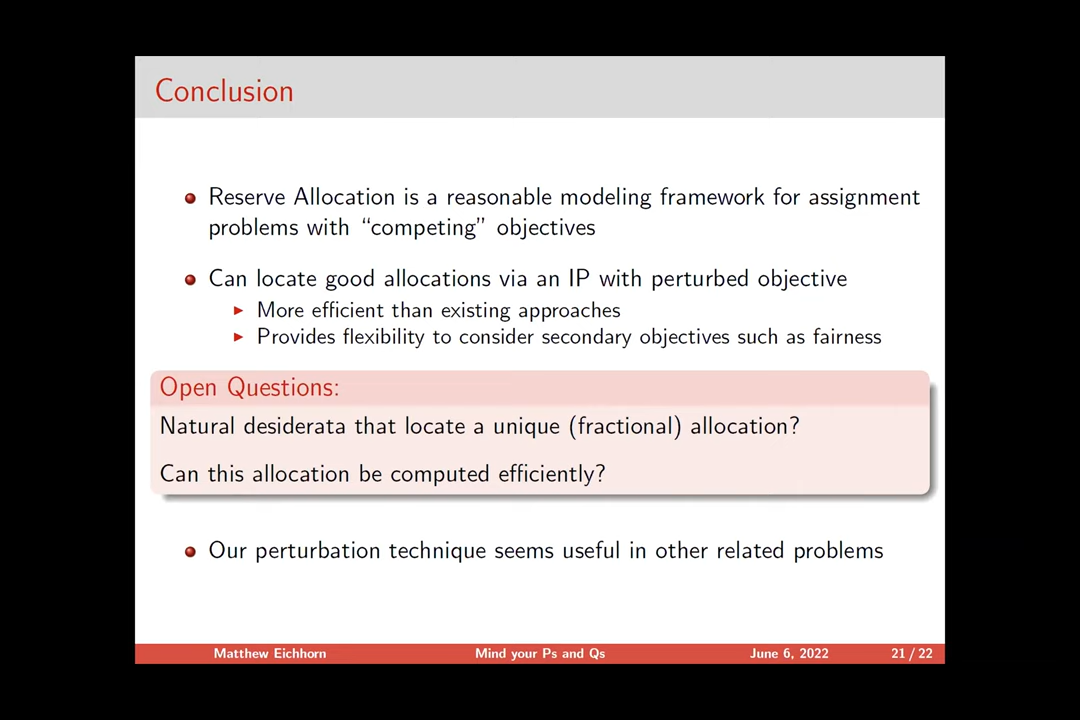 Conclusion
Reserve Allocation is a reasonable modeling framework for assignment
problems with “competing” objectives
Can locate good allocations via an IP with perturbed objective
More efficient than existing approaches
Provides flexibility to consider secondary objectives such as fairness
Open Questions:
Natural desiderata that locate a unique (fractional) allocation?
Can this allocation be computed efficiently?
Our perturbation technique seems useful in other related problems
Matthew Eichhorn Mind your Ps and Qs June 6, 2022 21 / 22